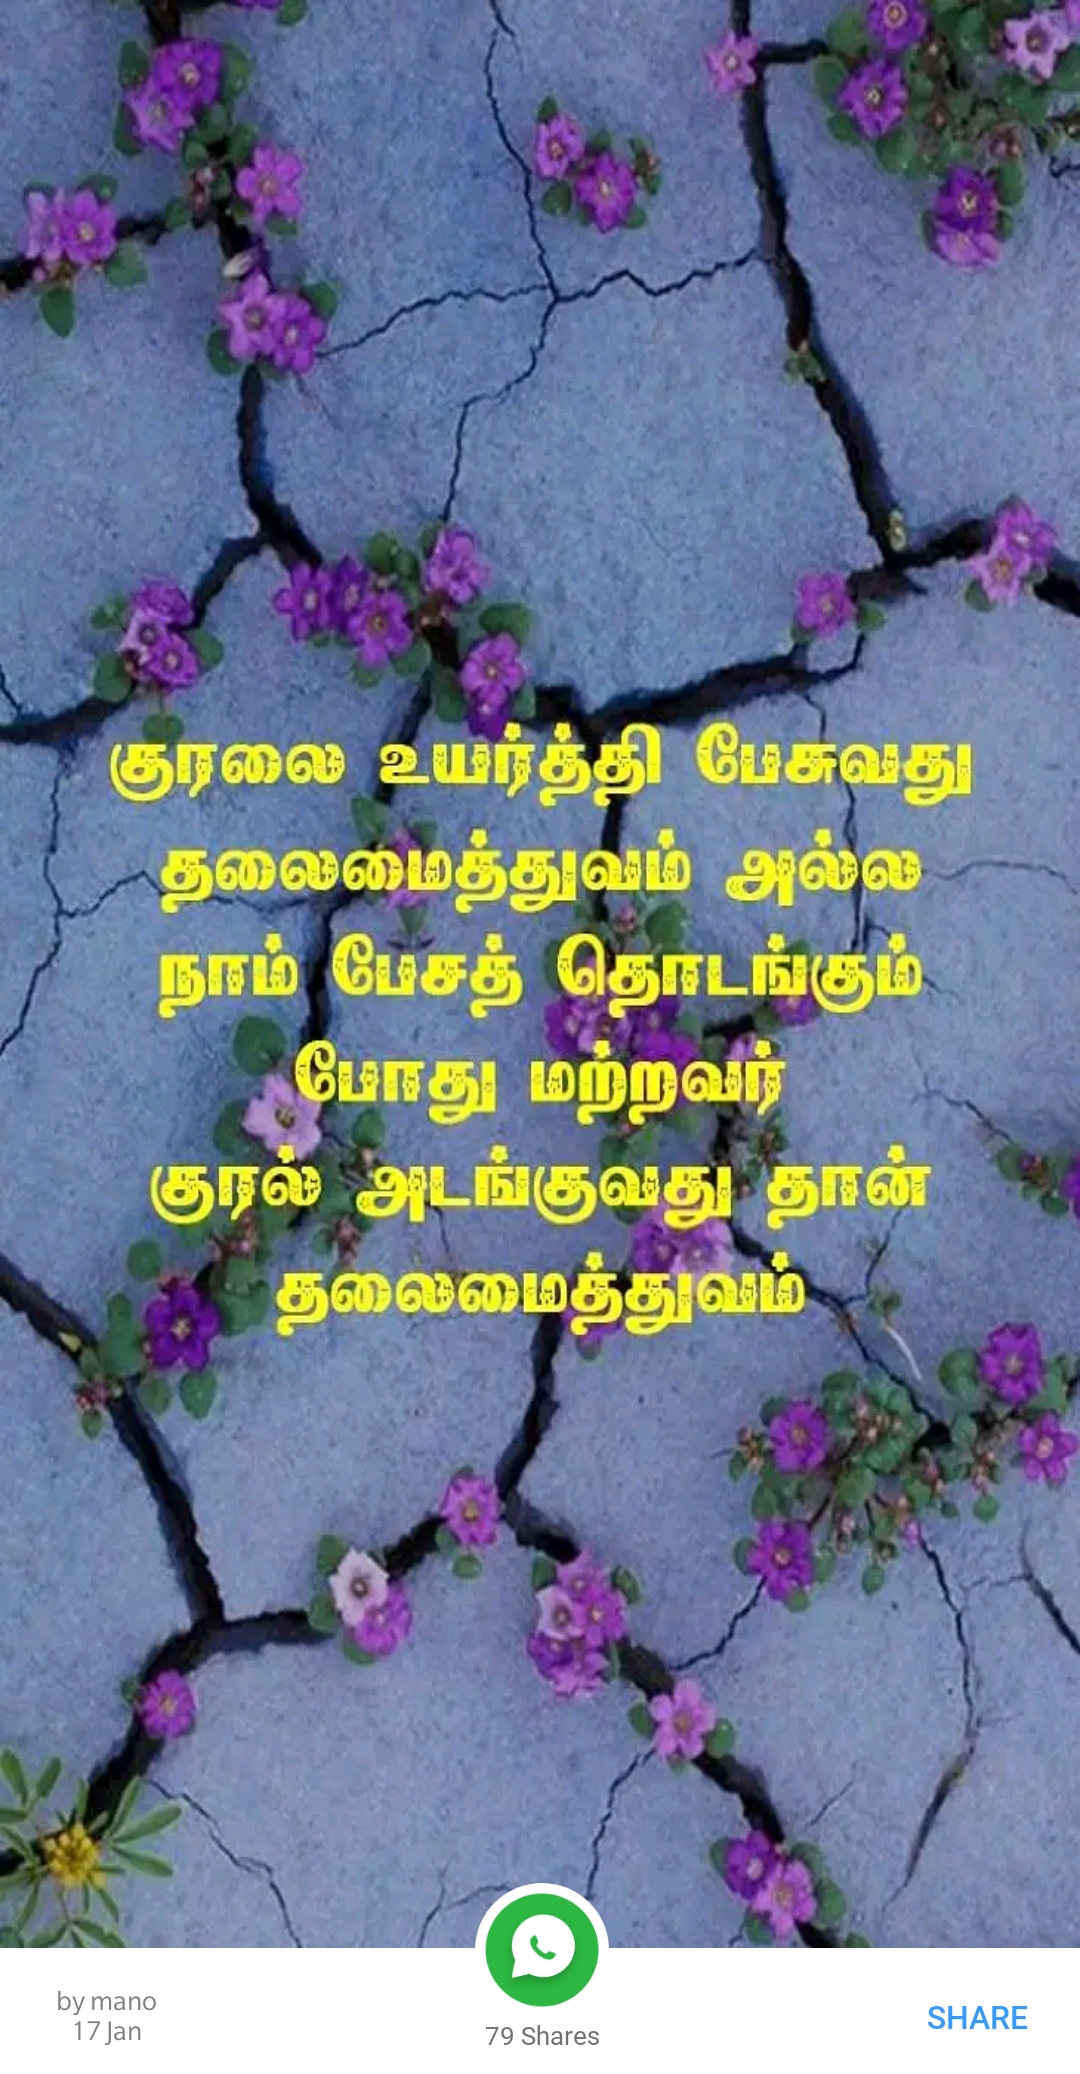 குரலை உயர்த்தி பேசுவது
தலைமைத்துவம் அல்ல
நாம் பேசத் தொடங்கும்
போது மற்றவர்
குரல் அடங்குவது தான்
தலைமைத்துவம்
by mano
17 Jan
79 Shares
SHARE